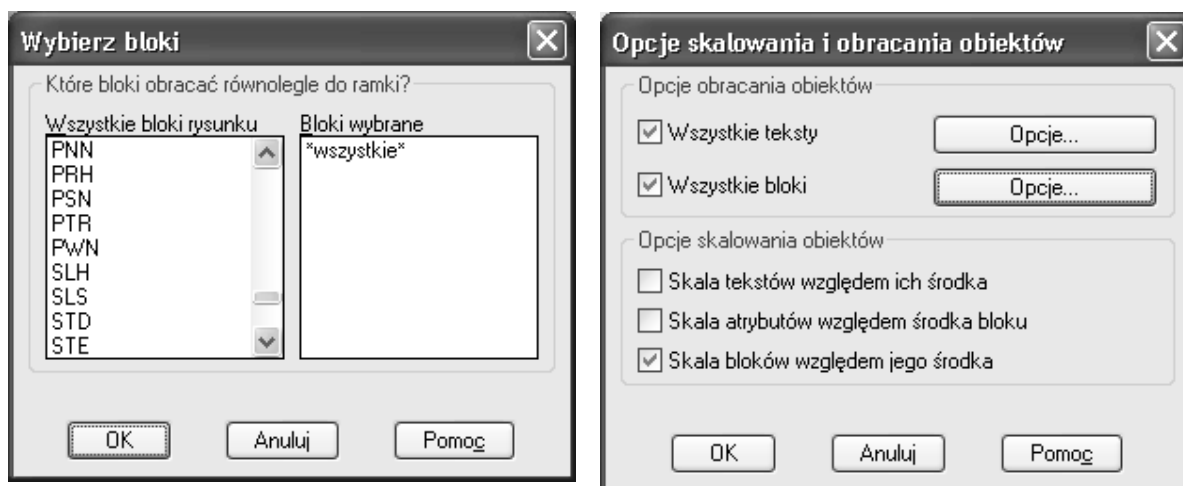 Wybierz bloki
Które bloki obracać równolegle do ramki?
Wszystkie bloki rysunku
Bloki wybrane
PNN
PRH
PSN
PTR
PWN
SLH
SLS
STD
STE
*wszystkie*
OK
Anuluj
Pomoc
Opcje skalowania i obracania obiektów
Opcje obracania obiektów
Wszystkie teksty
Opcje...
Wszystkie bloki
Opcje...
Opcje skalowania obiektów
Skala tekstów względem ich środka
Skala atrybutów względem środka bloku
Skala bloków względem jego środka
OK
Anuluj
Pomoc